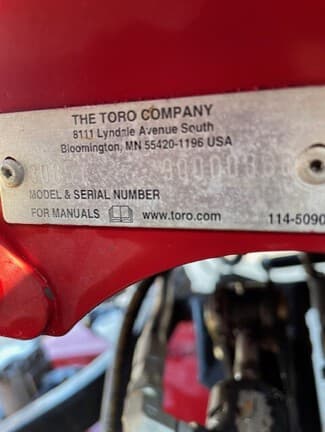 THE TORO COMPANY
8111 Lyndale Avenue South
Bloomington, MN 55420-1196 USA
MODEL & SERIAL NUMBER
FOR MANUALS www.toro.com 114-5090